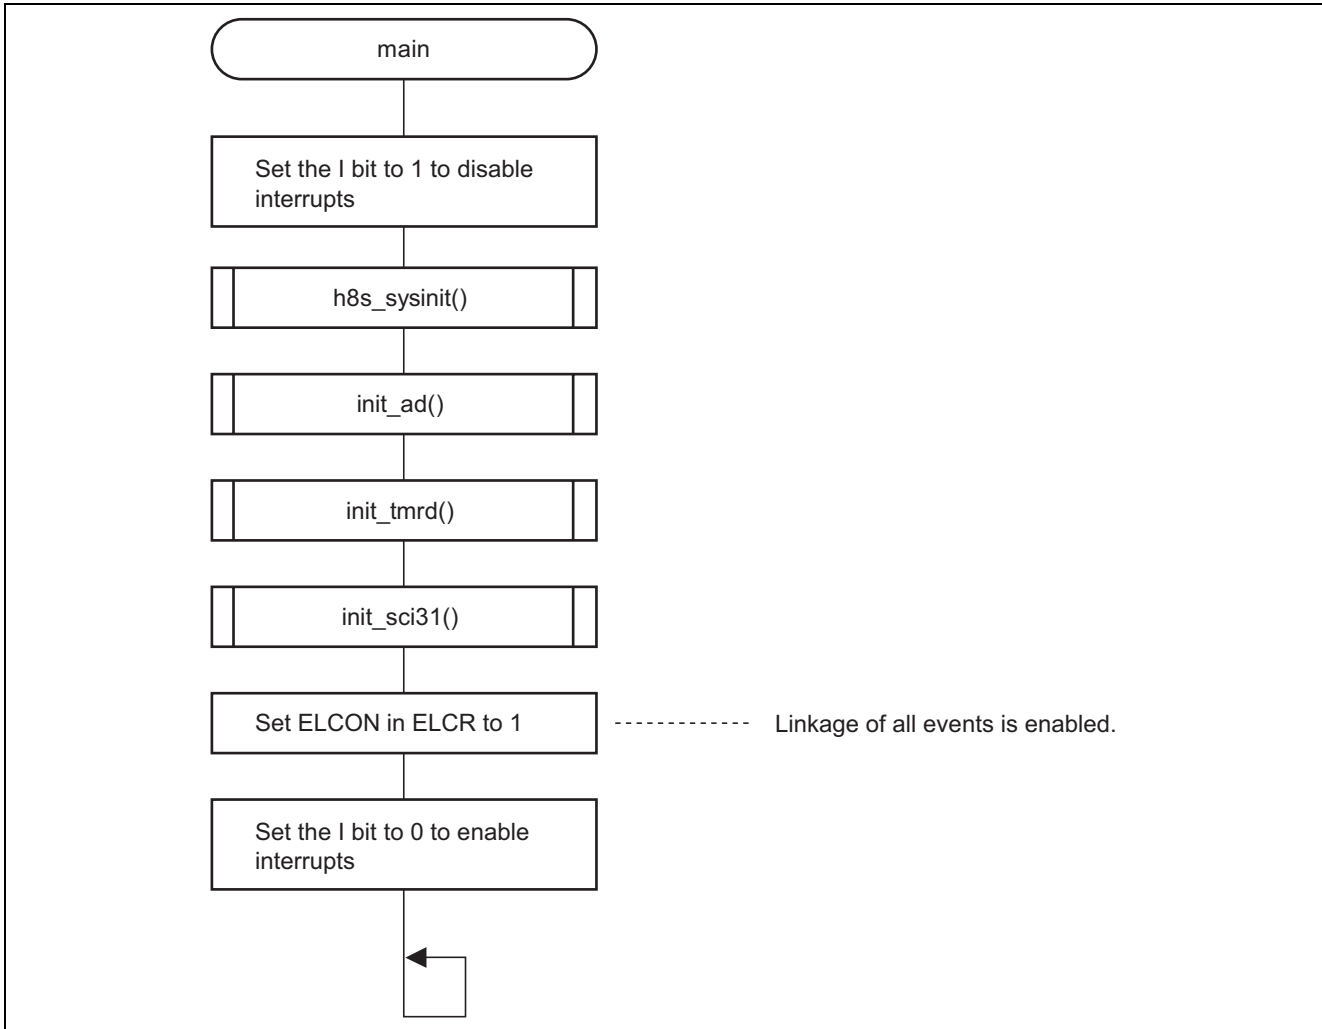 main
Set the I bit to 1 to disable
interrupts
h8s_sysinit()
init_ad()
init_tmrd()
init_sci31()
Set ELCON in ELCR to 1
Linkage of all events is enabled.
Set the I bit to 0 to enable
interrupts